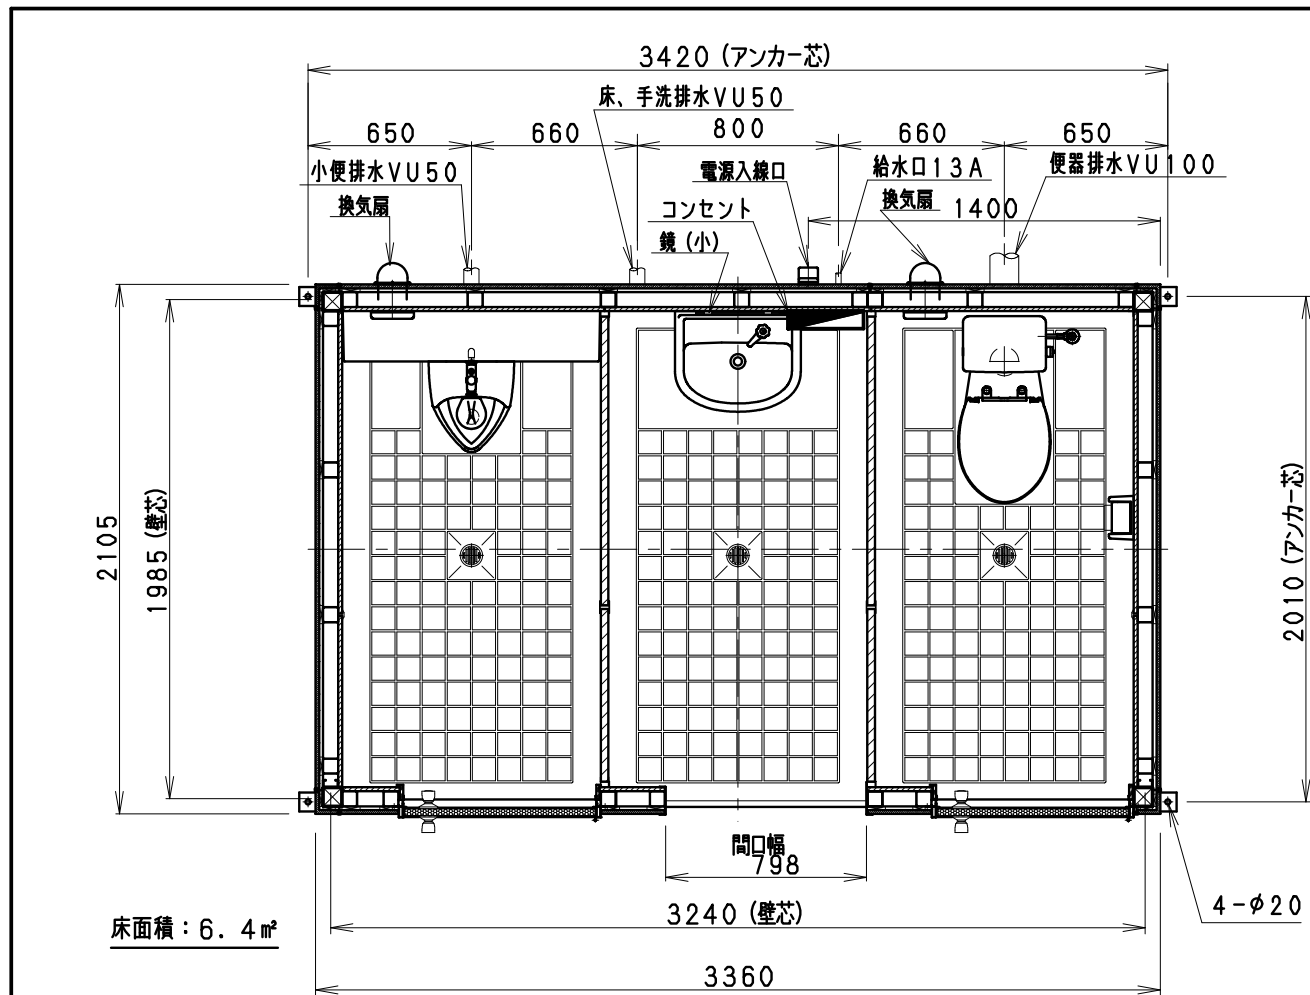 3420 (アンカー芯)
床、手洗排水VU50
650
660
800
660
650
小便排水VU50
電源入線口
給水口13A
便器排水VU100
換気扇
コンセント
換気扇
1400
鏡 (小)
2105
1985 (壁芯)
2010 (アンカー芯)
間口幅
798
4-φ20
3240 (壁芯)
床面積：6．4㎡
3360